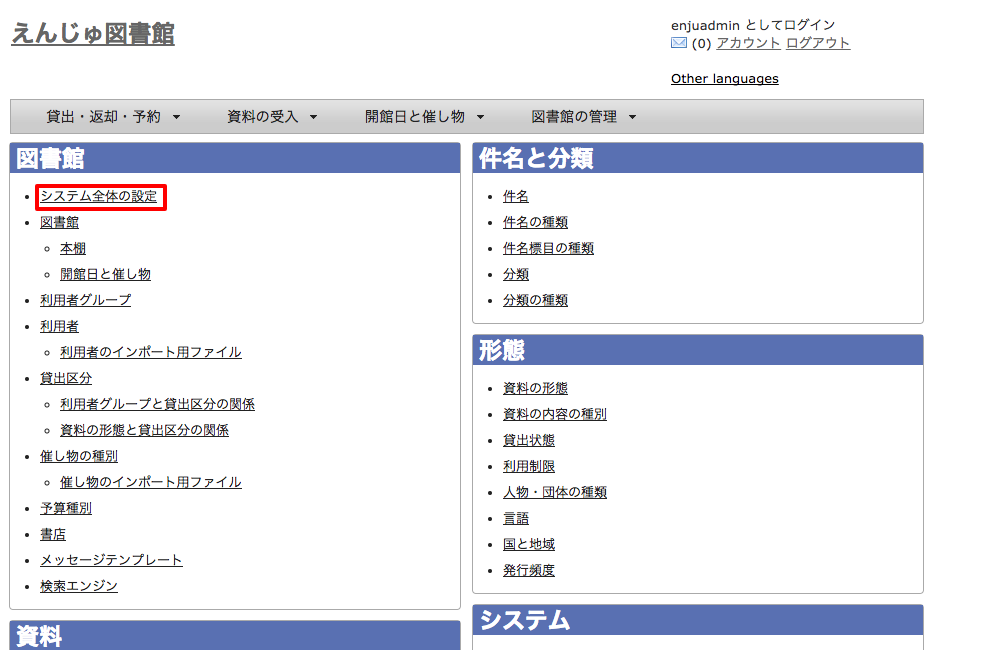 えんじゅ図書館
enjuadmin としてログイン
(0) アカウント ログアウト
Other languages
貸出・返却・予約 資料の受入 開館日と催し物 図書館の管理
図書館
システム全体の設定
図書館
本棚
開館日と催し物
利用者グループ
利用者
利用者のインポート用ファイル
貸出区分
利用者グループと貸出区分の関係
資料の形態と貸出区分の関係
催し物の種別
催し物のインポート用ファイル
予算種別
書店
メッセージテンプレート
検索エンジン
資料
件名と分類
件名
件名の種類
件名標目の種類
分類
分類の種類
形態
資料の形態
資料の内容の種別
貸出状態
利用制限
人物・団体の種類
言語
国と地域
発行頻度
システム